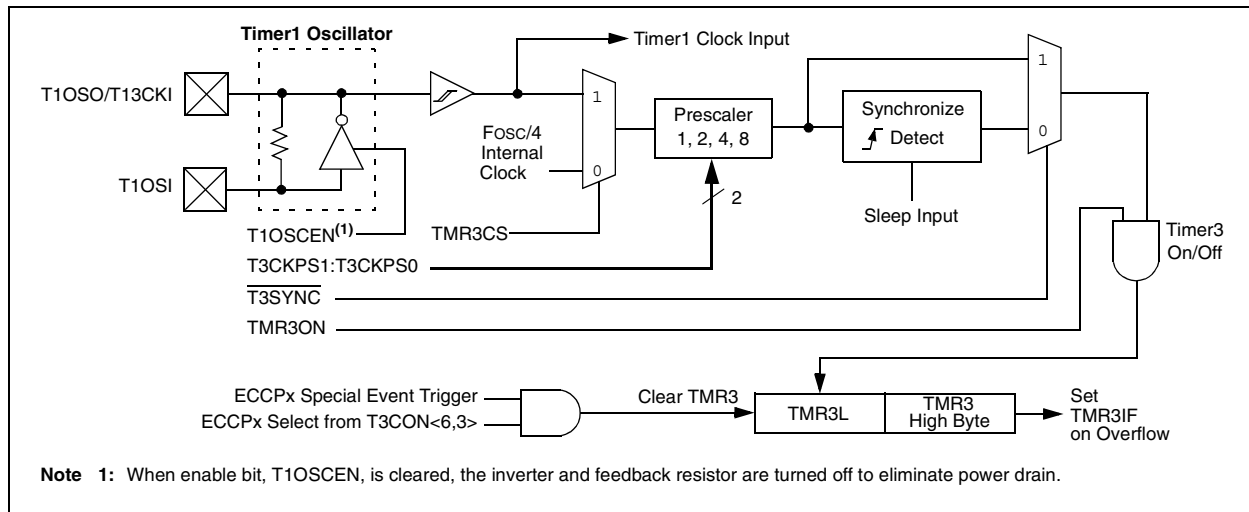 Timer1 Oscillator
Timer1 Clock Input
T1OSO/T13CKI
T1OSI
1
FOSC/4
Internal
Clock
0
Prescaler
1, 2, 4, 8
2
Synchronize
Detect
Sleep Input
1
0
Timer3
On/Off
T1OSCEN(1)
TMR3CS
T3CKPS1:T3CKPS0
T3SYNC
TMR3ON
ECCPx Special Event Trigger
ECCPx Select from T3CON<6,3>
Clear TMR3
TMR3L
TMR3
High Byte
Set
TMR3IF
on Overflow
Note 1: When enable bit, T1OSCEN, is cleared, the inverter and feedback resistor are turned off to eliminate power drain.